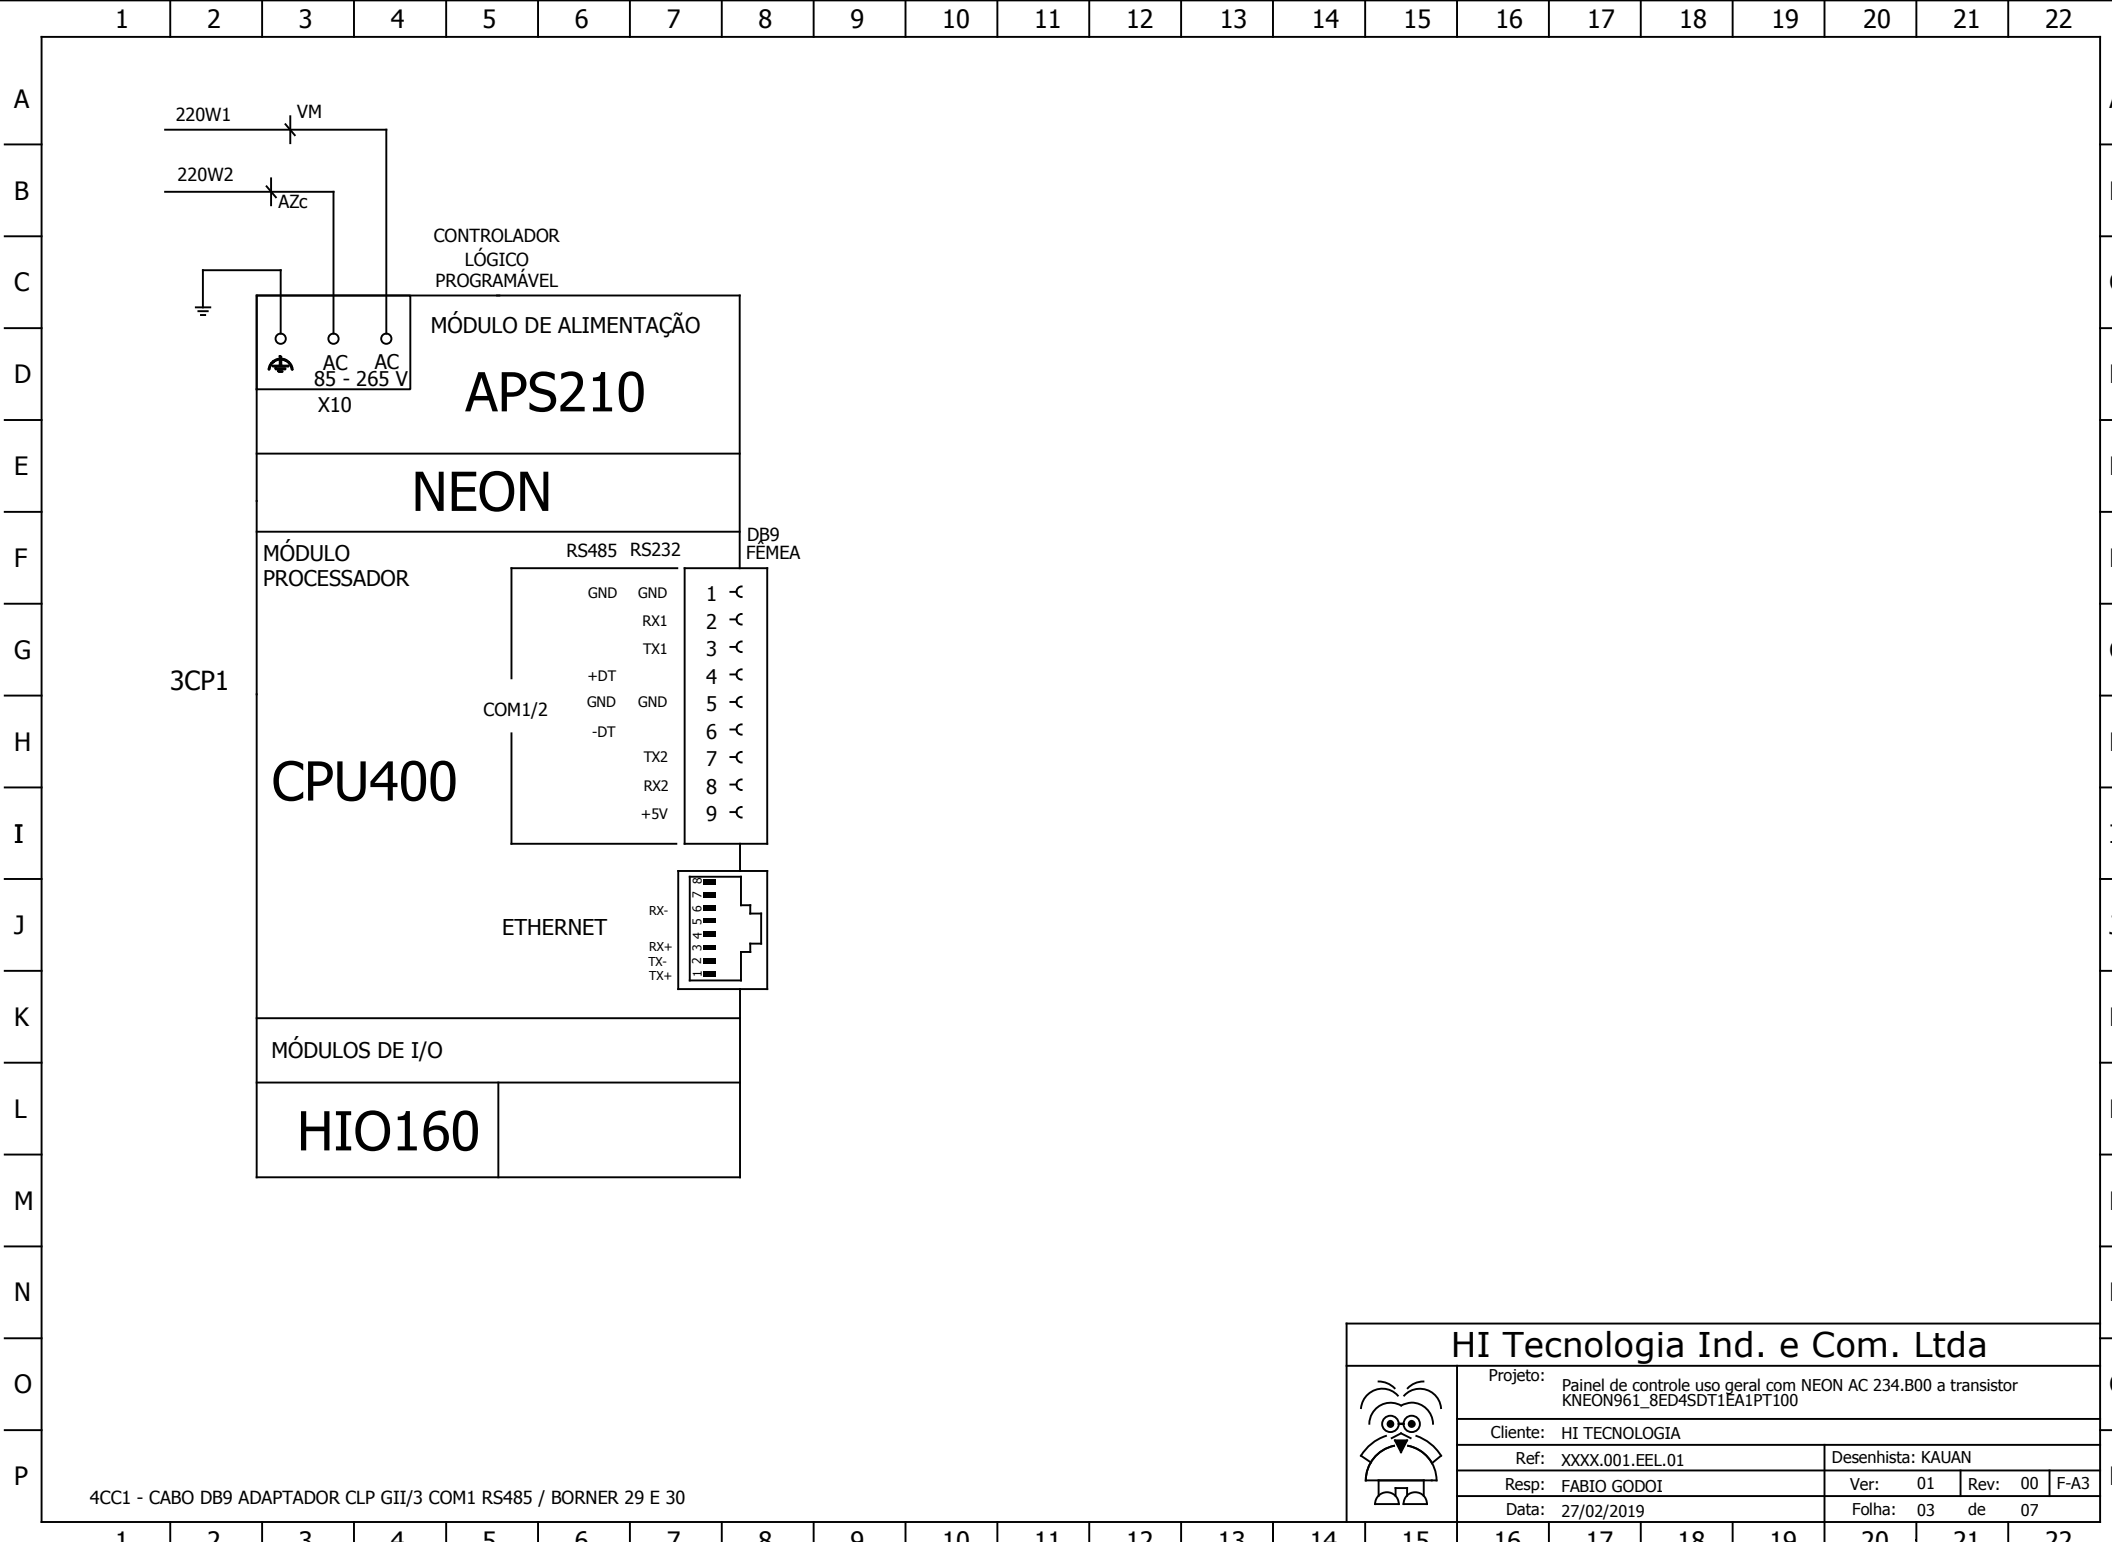 1 2 3 4 5 6 7 8 9 10 11 12 13 14 15 16 17 18 19 20 21 22
A
220W1
VM
220W2
B
AZc
CONTROLADOR
LÓGICO
PROGRAMÁVEL
C
MÓDULO DE ALIMENTAÇÃO
AC AC
85 - 265 V
D
APS210
X10
E
NEON
DB9
FÊMEA
F
MÓDULO
PROCESSADOR
RS485 RS232
GND GND 1
RX1 2
TX1 3
G
3CP1
+DT 4
GND GND 5
COM1/2
-DT 6
H
TX2 7
CPU400
RX2 8
+5V 9
I
8
7
RX- 6
5
J
ETHERNET
4
RX+ 3
TX- 2
TX+ 1
K
MÓDULOS DE I/O
L
HIO160
M
N
HI Tecnologia Ind. e Com. Ltda
O
Projeto: Painel de controle uso geral com NEON AC 234.B00 a transistor
KNEON961_8ED4SDT1EA1PT100
Cliente: HI TECNOLOGIA
Ref: XXXX.001.EEL.01 Desenhista: KAUAN
P
Resp: FABIO GODOI Ver: 01 Rev: 00 F-A3
4CC1 - CABO DB9 ADAPTADOR CLP GII/3 COM1 RS485 / BORNER 29 E 30
Data: 27/02/2019 Folha: 03 de 07
1 2 3 4 5 6 7 8 9 10 11 12 13 14 15 16 17 18 19 20 21 22